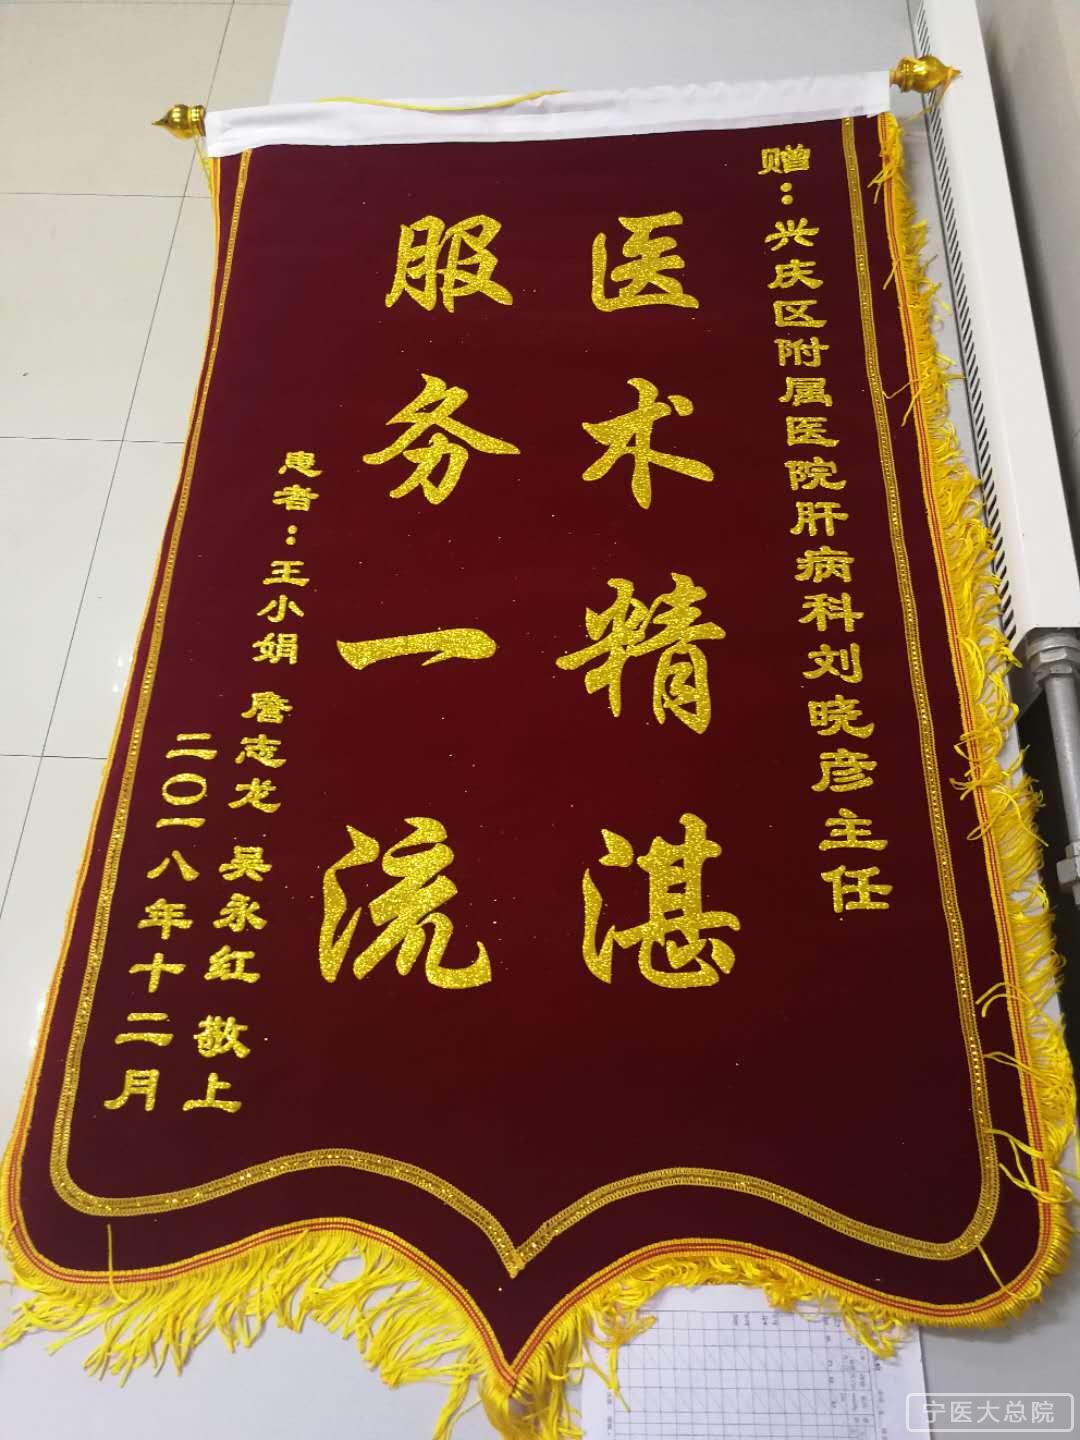 赠：兴庆区附属医院肝病科刘晓彦主任
医术精湛
服务一流
患者：王小娟 詹志龙 吴永红 敬上
二〇一八年十二月
宁医大总院